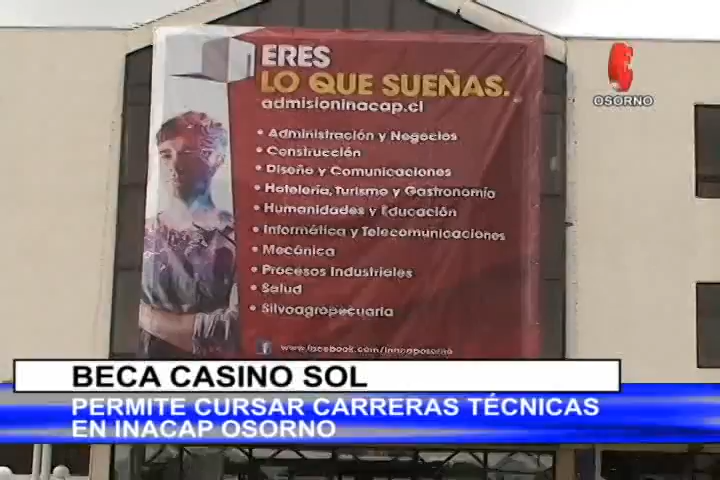 ERES
LO QUE SUEÑAS.
admisioninacap.cl
• Administración y Negocios
• Construcción
• Diseño y Comunicaciones
• Hotelería, Turismo y Gastronomía
• Humanidades y Educación
• Informática y Telecomunicaciones
• Mecánica
• Procesos Industriales
• Salud
• Silvoagropecuaria
www.facebook.com/inacaposorno
OSORNO
BECA CASINO SOL
PERMITE CURSAR CARRERAS TÉCNICAS
EN INACAP OSORNO